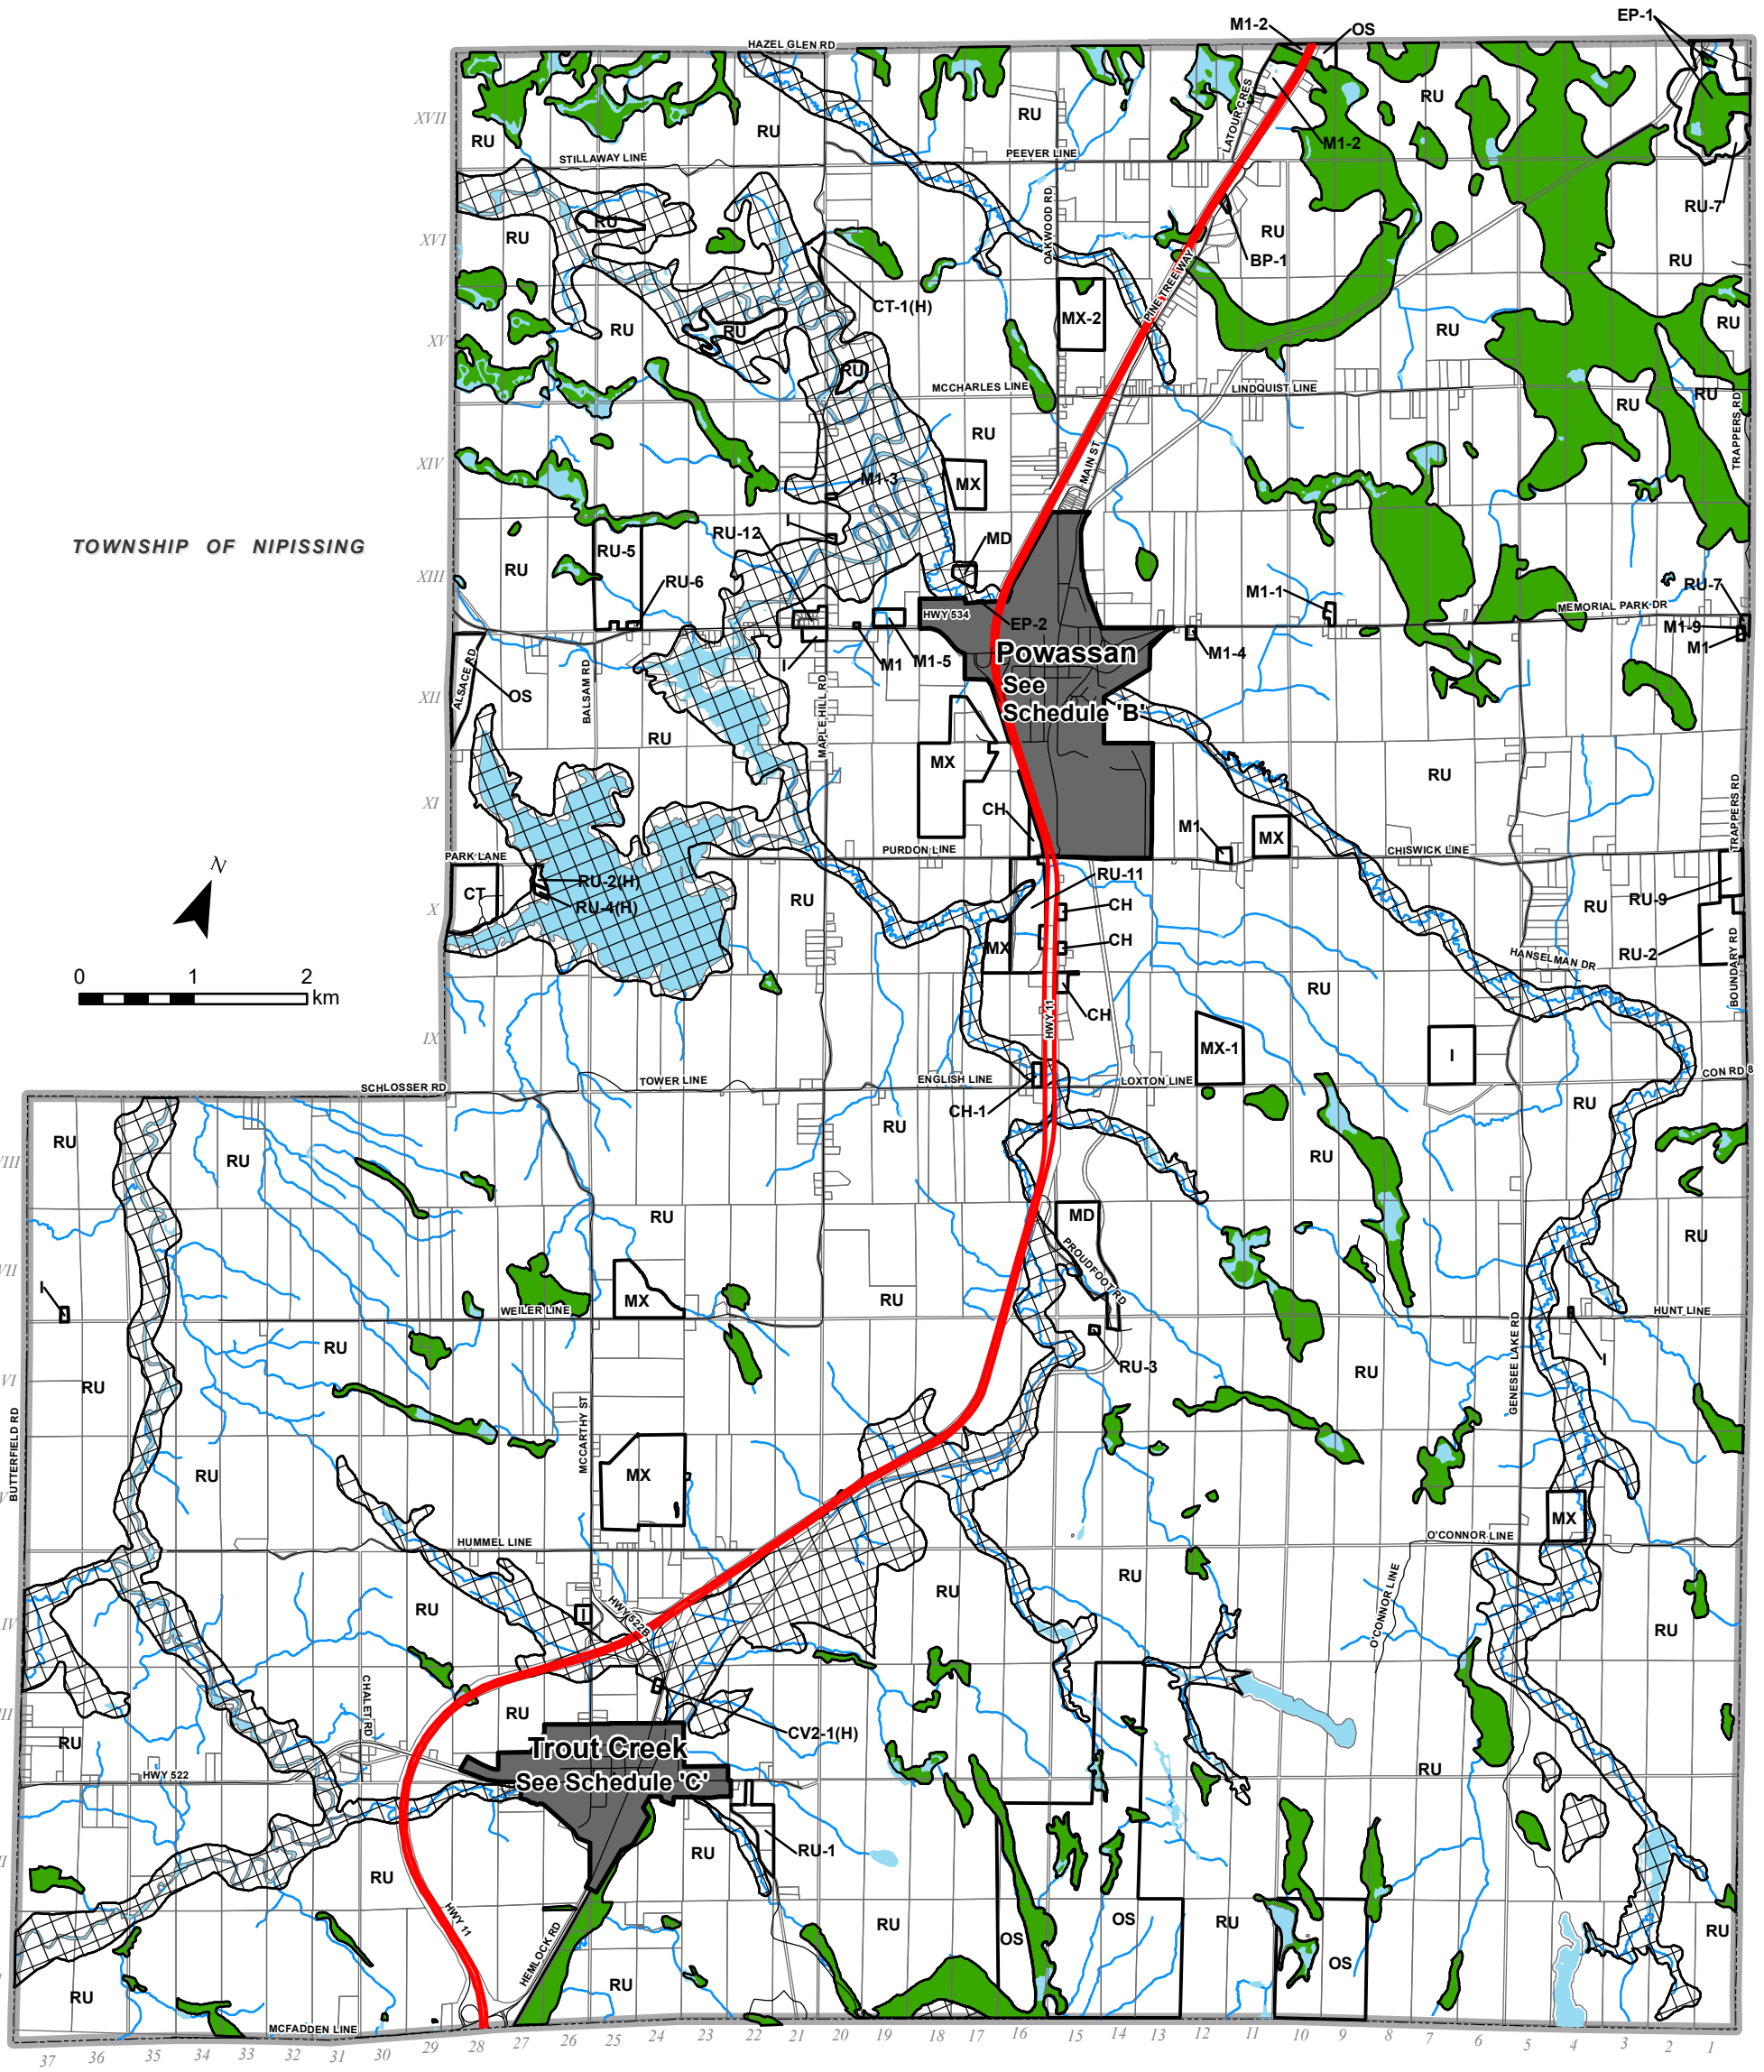 M1-2
OS
EP-1
HAZEL GLEN RD
XVII
RU
RU
RU
RU
LATOUR CRES
M1-2
STILLAWAY LINE
PEEVER LINE
RU-7
XVI
RU
RU
OAKWOOD RD
RU
BP-1
RU
CT-1(H)
PINE TREE WAY
MX-2
XV
RU
RU
RU
RU
RU
MCCHARLES LINE
LINDQUIST LINE
RU
RU
TRAPPERS RD
RU
XIV
MAIN ST
M1-3
MX
TOWNSHIP OF NIPISSING
RU-12
I
MD
RU-5
XIII
RU
RU-6
M1-1
RU-7
MEMORIAL PARK DR
HWY 534
EP-2
M1-9
M1
I
M1
M1-5
M1-4
Powassan
See
Schedule 'B'
ALSACE RD
OS
BALSAM RD
MAPLE HILL RD
XII
RU
MX
RU
XI
CH
M1
MX
TRAPPERS RD
PARK LANE
PURDON LINE
CHISWICK LINE
N
RU-11
CT
RU-2(H)
RU-4(H)
X
RU
CH
RU
RU-9
CH
MX
HANSELMAN DR
RU-2
BOUNDARY RD
0 1 2
km
RU
CH
HWY 11
IX
MX-1
I
SCHLOSSER RD
TOWER LINE
ENGLISH LINE
LOXTON LINE
CON RD 8
CH-1
RU
RU
RU
VIII
RU
RU
RU
MD
RU
PROUDFOOT RD
VII
I
MX
RU
WEILER LINE
HUNT LINE
RU
RU-3
I
GENESEE LAKE RD
RU
VI
RU
BUTTERFIELD RD
MCCARTHY ST
RU
MX
V
MX
HUMMEL LINE
O'CONNOR LINE
RU
RU
RU
I
HWY 522B
O'CONNOR LINE
IV
RU
CHALET RD
RU
III
RU
CV2-1(H)
Trout Creek
See Schedule 'C'
HWY 522
RU
RU-1
RU
RU
II
HWY 11
HEMLOCK RD
RU
OS
OS
RU
OS
RU
RU
RU
MCFADDEN LINE
37 36 35 34 33 32 31 30 29 28 27 26 25 24 23 22 21 20 19 18 17 16 15 14 13 12 11 10 9 8 7 6 5 4 3 2 1